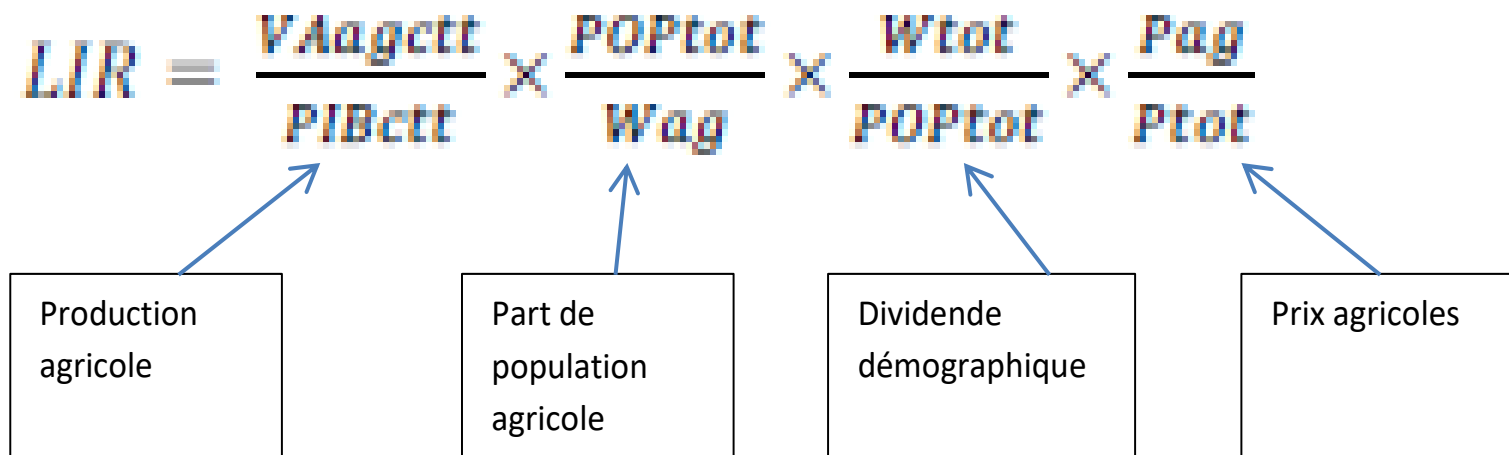 LIR = VAagctt / PIBctt × POPtot / Wag × Wtot / POPtot × Pag / Ptot
Production
agricole
Part de
population
agricole
Dividende
démographique
Prix agricoles